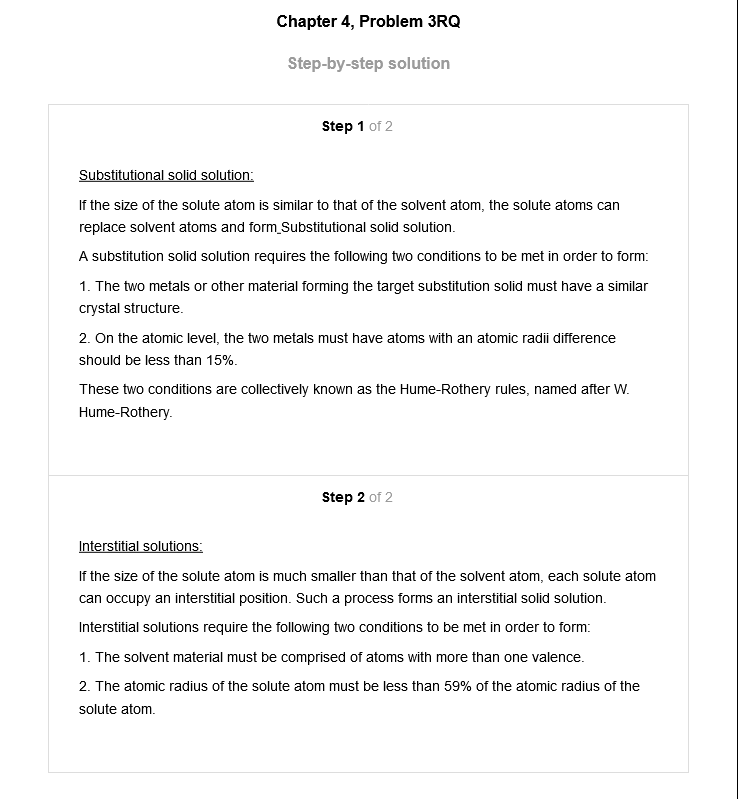 Chapter 4, Problem 3RQ
Step-by-step solution
Step 1 of 2
Substitutional solid solution:
If the size of the solute atom is similar to that of the solvent atom, the solute atoms can
replace solvent atoms and form Substitutional solid solution.
A substitution solid solution requires the following two conditions to be met in order to form:
1. The two metals or other material forming the target substitution solid must have a similar
crystal structure.
2. On the atomic level, the two metals must have atoms with an atomic radii difference
should be less than 15%.
These two conditions are collectively known as the Hume-Rothery rules, named after W.
Hume-Rothery.
Step 2 of 2
Interstitial solutions:
If the size of the solute atom is much smaller than that of the solvent atom, each solute atom
can occupy an interstitial position. Such a process forms an interstitial solid solution.
Interstitial solutions require the following two conditions to be met in order to form:
1. The solvent material must be comprised of atoms with more than one valence.
2. The atomic radius of the solute atom must be less than 59% of the atomic radius of the
solute atom.